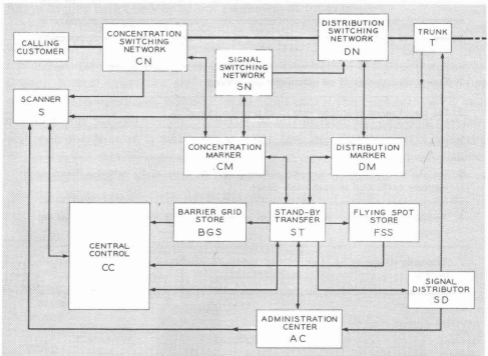 CALLING
CUSTOMER
CONCENTRATION
SWITCHING
NETWORK
CN
SIGNAL
SWITCHING
NETWORK
SN
DISTRIBUTION
SWITCHING
NETWORK
DN
TRUNK
T
SCANNER
S
CONCENTRATION
MARKER
CM
DISTRIBUTION
MARKER
DM
CENTRAL
CONTROL
CC
BARRIER GRID
STORE
BGS
STAND-BY
TRANSFER
ST
FLYING SPOT
STORE
FSS
SIGNAL
DISTRIBUTOR
SD
ADMINISTRATION
CENTER
AC